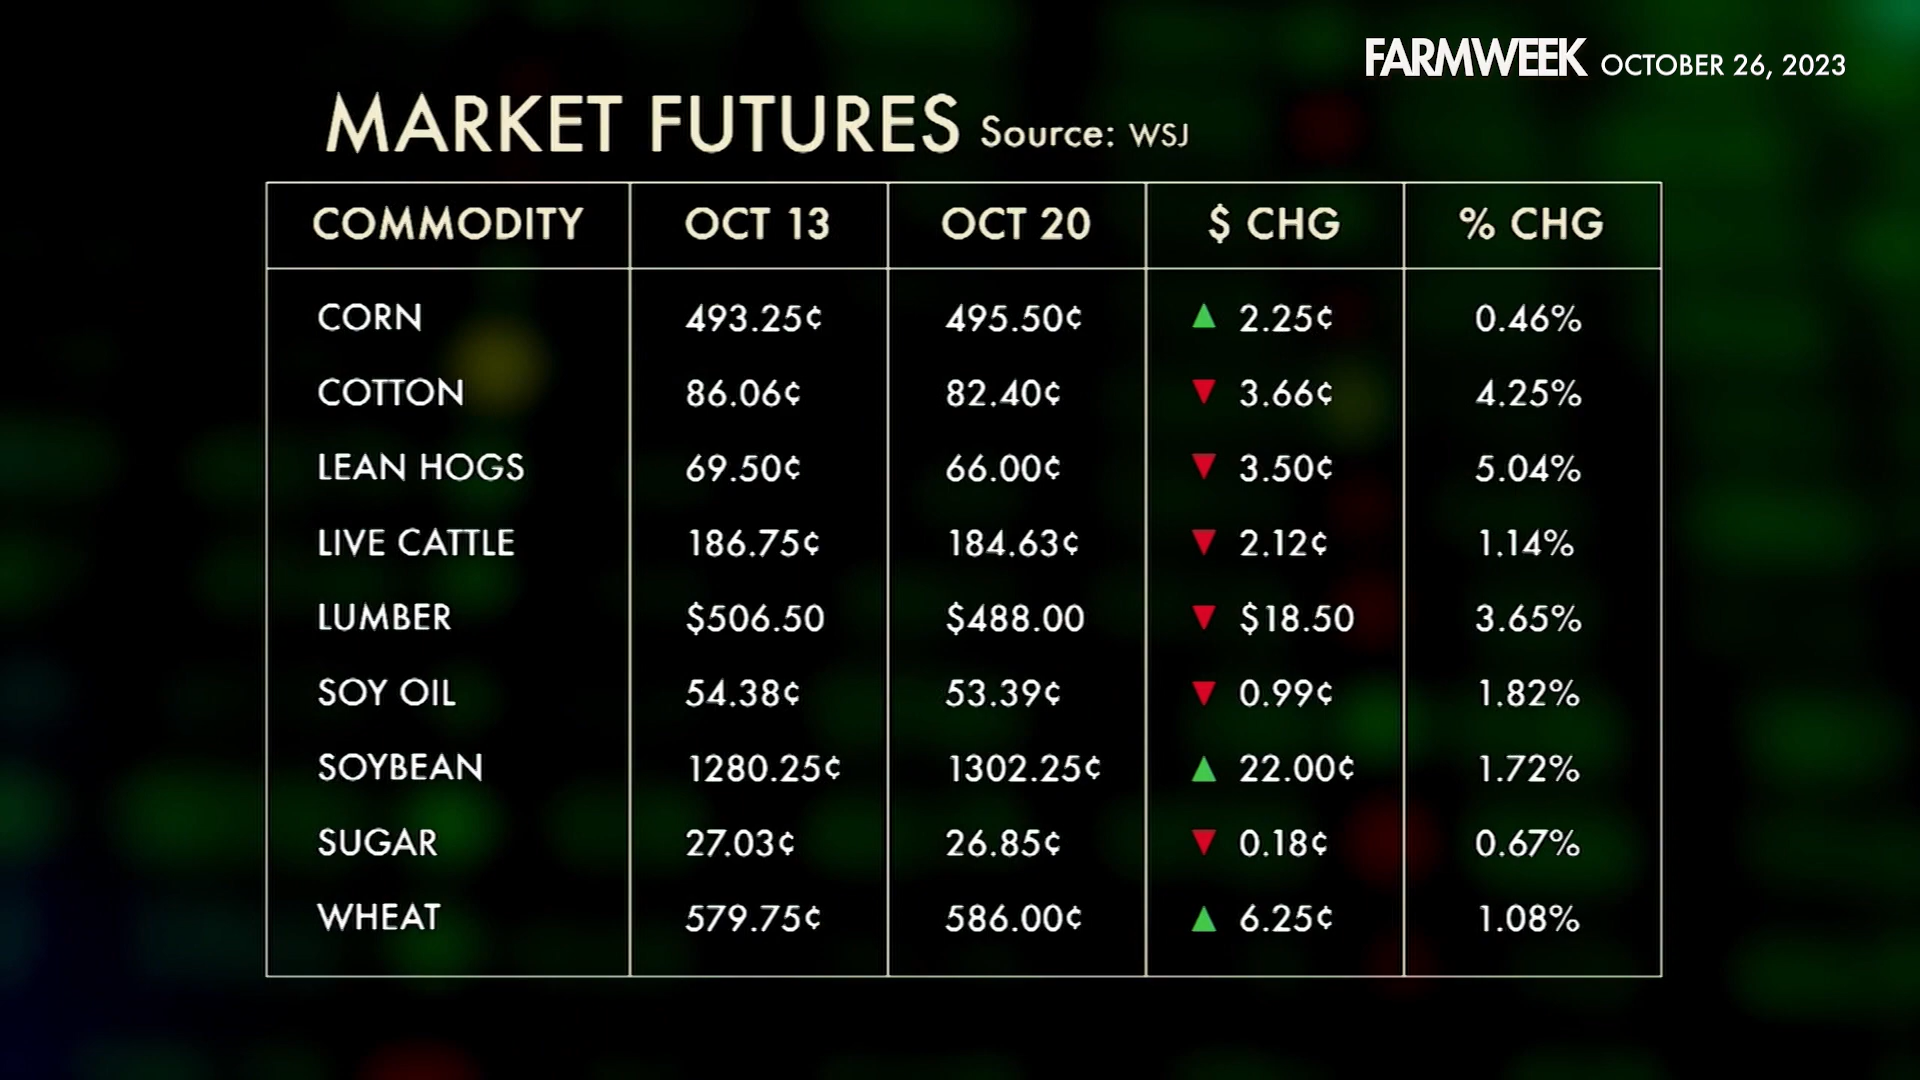 FARMWEEK OCTOBER 26, 2023
MARKET FUTURES Source: WSJ
COMMODITY OCT 13 OCT 20 $ CHG % CHG
CORN 493.25¢ 495.50¢ ▲ 2.25¢ 0.46%
COTTON 86.06¢ 82.40¢ ▼ 3.66¢ 4.25%
LEAN HOGS 69.50¢ 66.00¢ ▼ 3.50¢ 5.04%
LIVE CATTLE 186.75¢ 184.63¢ ▼ 2.12¢ 1.14%
LUMBER $506.50 $488.00 ▼ $18.50 3.65%
SOY OIL 54.38¢ 53.39¢ ▼ 0.99¢ 1.82%
SOYBEAN 1280.25¢ 1302.25¢ ▲ 22.00¢ 1.72%
SUGAR 27.03¢ 26.85¢ ▼ 0.18¢ 0.67%
WHEAT 579.75¢ 586.00¢ ▲ 6.25¢ 1.08%